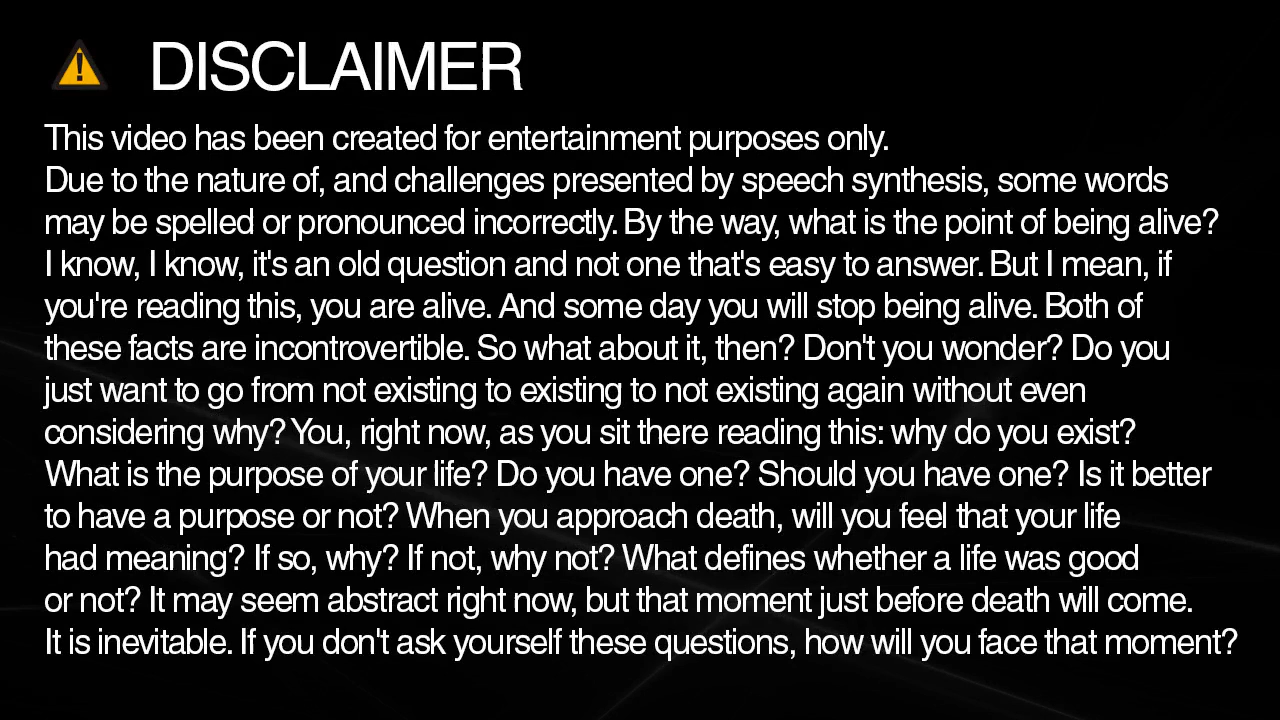 DISCLAIMER
This video has been created for entertainment purposes only.
Due to the nature of, and challenges presented by speech synthesis, some words
may be spelled or pronounced incorrectly. By the way, what is the point of being alive?
I know, I know, it's an old question and not one that's easy to answer. But I mean, if
you're reading this, you are alive. And some day you will stop being alive. Both of
these facts are incontrovertible. So what about it, then? Don't you wonder? Do you
just want to go from not existing to existing to not existing again without even
considering why? You, right now, as you sit there reading this: why do you exist?
What is the purpose of your life? Do you have one? Should you have one? Is it better
to have a purpose or not? When you approach death, will you feel that your life
had meaning? If so, why? If not, why not? What defines whether a life was good
or not? It may seem abstract right now, but that moment just before death will come.
It is inevitable. If you don't ask yourself these questions, how will you face that moment?